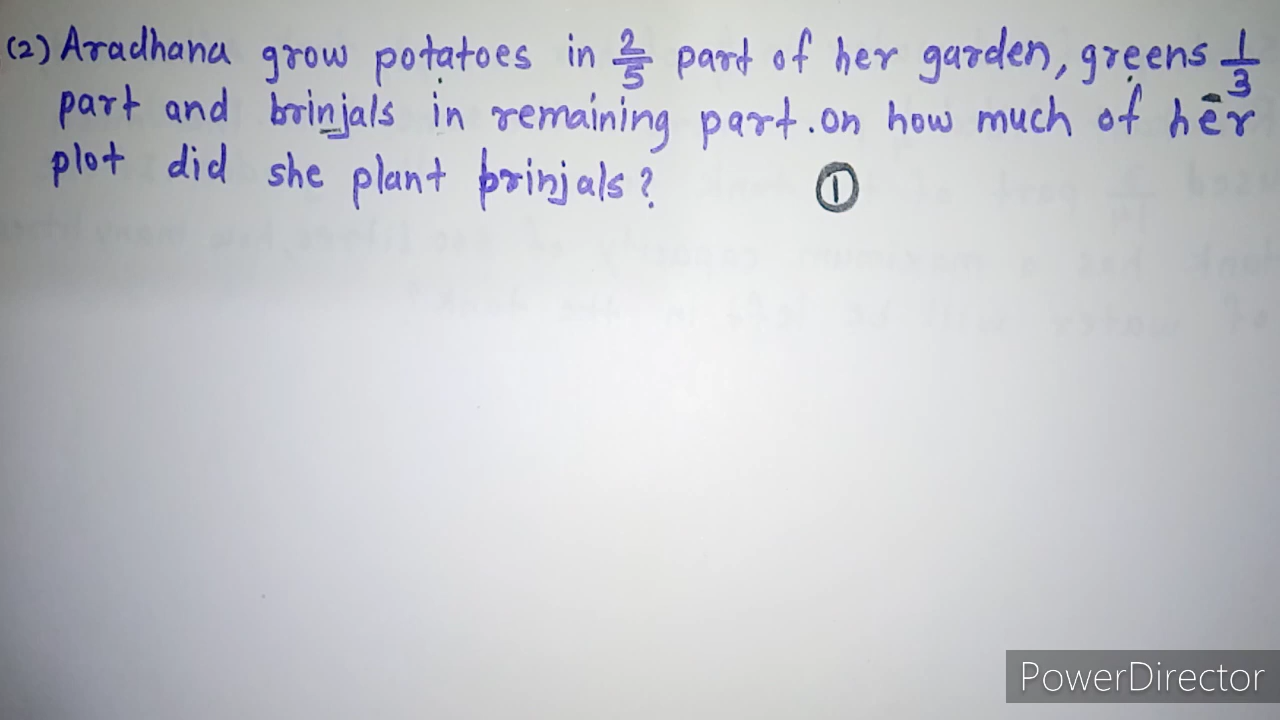 (2) Aradhana grow potatoes in 2/5 part of her garden, greens 1/3
part and brinjals in remaining part. on how much of her
plot did she plant brinjals? ①
PowerDirector